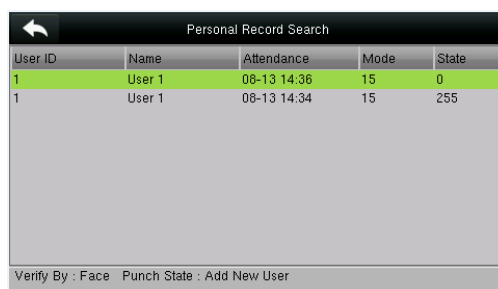 Personal Record Search
User ID Name Attendance Mode State
1 User 1 08-13 14:36 15 0
1 User 1 08-13 14:34 15 255
Verify By : Face Punch State : Add New User